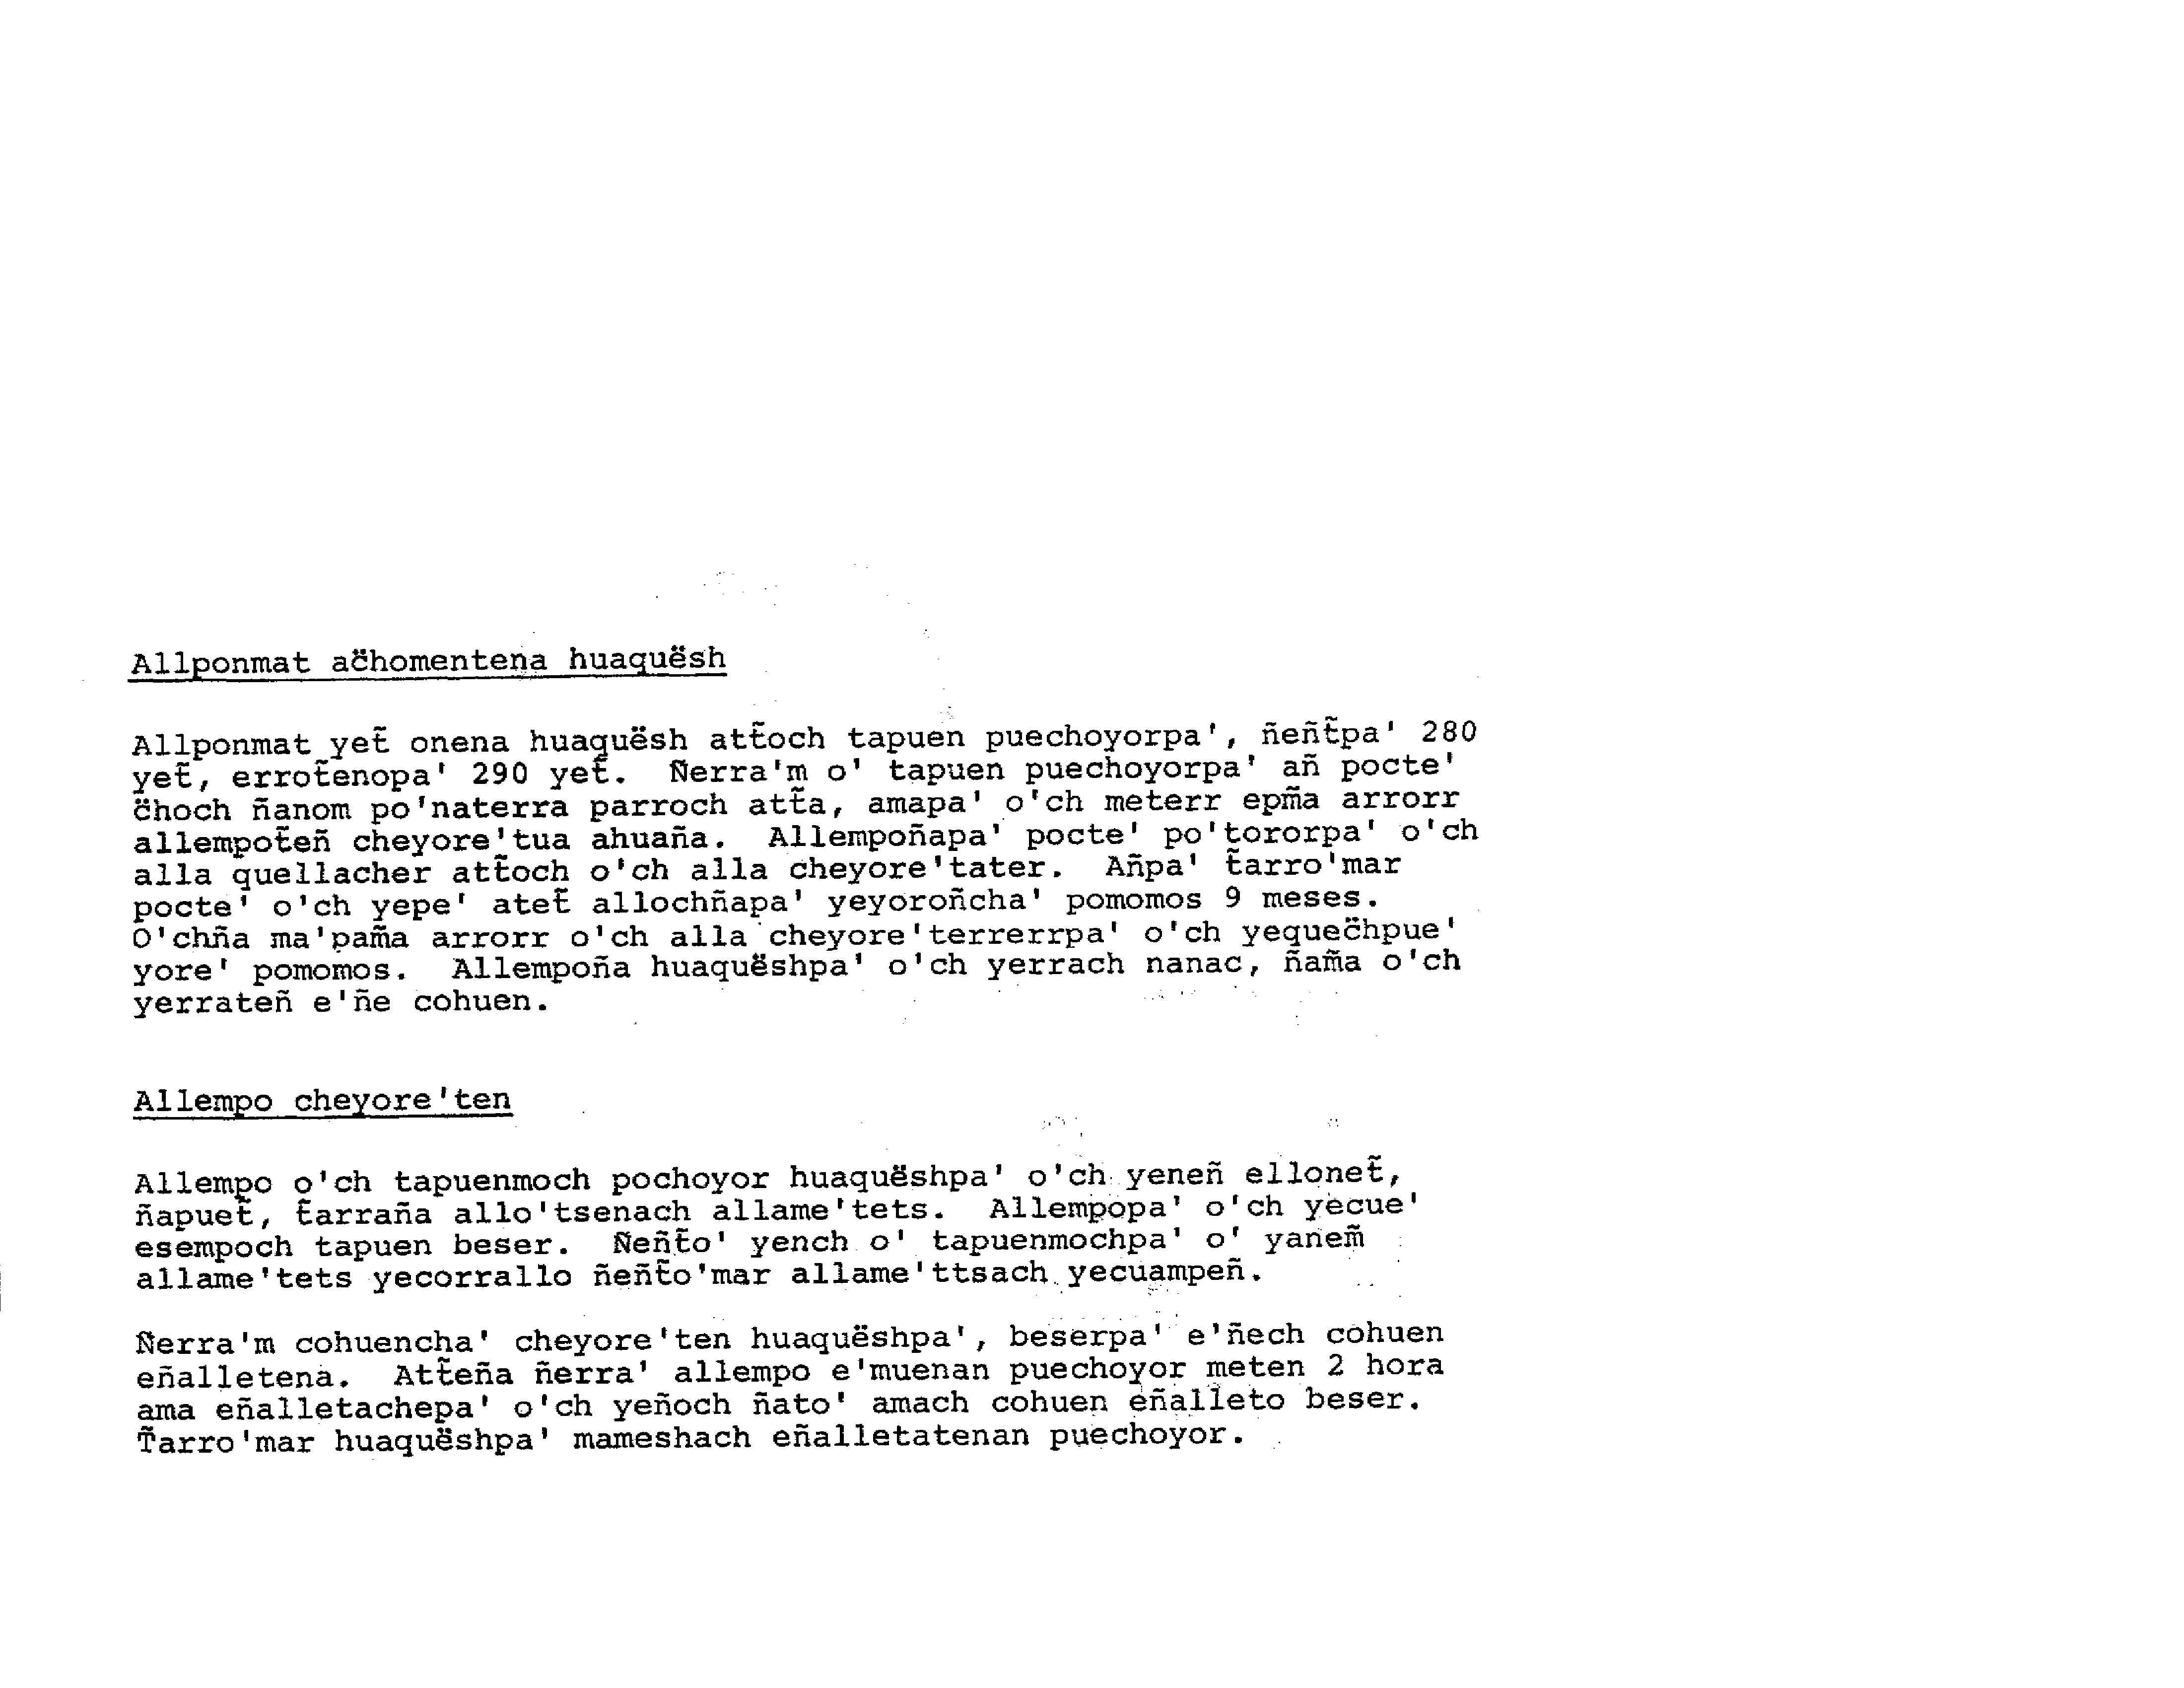 Allponmat ac̈homentena huaquësh
Allponmat yet̃ onena huaquësh att̃och tapuen puechoyorpa', ñeñt̃pa' 280
yet̃, errot̃enopa' 290 yet̃. Ñerra'm o' tapuen puechoyorpa' añ pocte'
c̈hoch ñanom po'naterra parroch att̃a, amapa' o'ch meterr epm̃a arrorr
allempot̃eñ cheyore'tua ahuaña. Allempoñapa' pocte' po'tororpa' o'ch
alla quellacher att̃och o'ch alla cheyore'tater. Añpa' t̃arro'mar
pocte' o'ch yepe' atet̃ allochñapa' yeyoroñcha' pomomos 9 meses.
O'chña ma'pam̃a arrorr o'ch alla cheyore'terrerrpa' o'ch yequec̈hpue'
yore' pomomos. Allempoña huaquëshpa' o'ch yerrach nanac, ñam̃a o'ch
yerrateñ e'ñe cohuen.
Allempo cheyore'ten
Allempo o'ch tapuenmoch pochoyor huaquëshpa' o'ch yeneñ ellonet̃,
ñapuet̃, t̃arraña allo'tsenach allame'tets. Allempopa' o'ch yecue'
esempoch tapuen beser. Ñeñt̃o' yench o' tapuenmochpa' o' yanem̃
allame'tets yecorrallo ñeñt̃o'mar allame'ttsach yecuampeñ.
Ñerra'm cohuencha' cheyore'ten huaquëshpa', beserpa' e'ñech cohuen
eñalletena. Att̃eña ñerra' allempo e'muenan puechoyor meten 2 hora
ama eñalletachepa' o'ch yeñoch ñato' amach cohuen eñalleto beser.
T̃arro'mar huaquëshpa' mameshach eñalletatenan puechoyor.